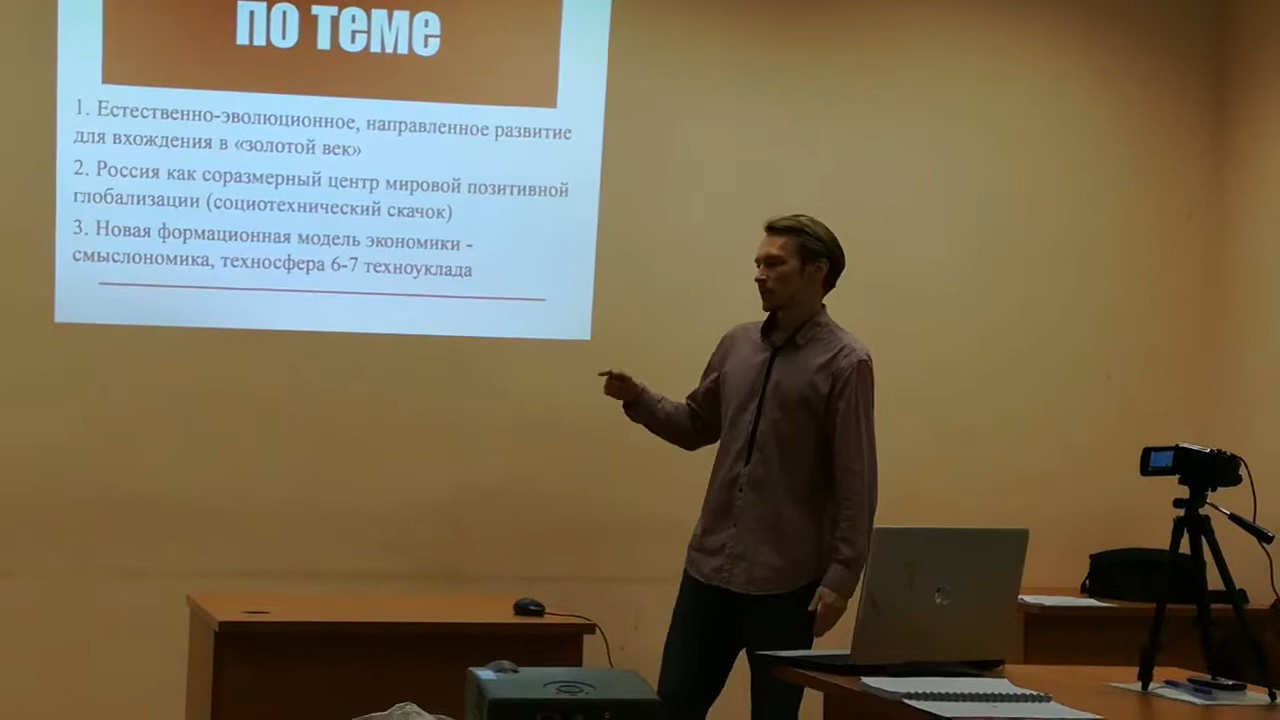 по теме
1. Естественно-эволюционное, направленное развитие
для вхождения в «золотой век»
2. Россия как соразмерный центр мировой позитивной
глобализации (социотехнический скачок)
3. Новая формационная модель экономики -
смыслономика, техносфера 6-7 техноуклада
hp